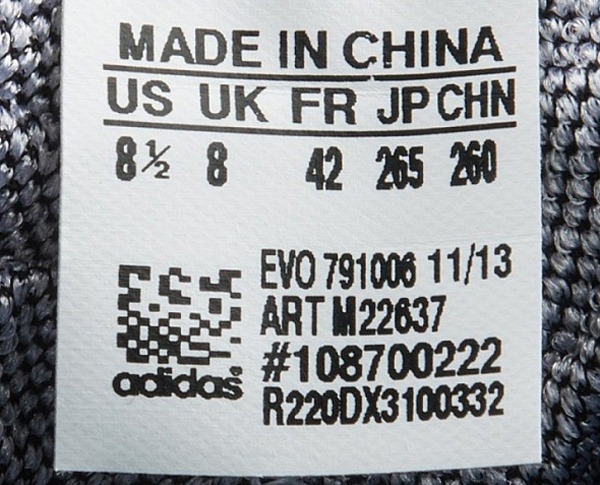 MADE IN CHINA
US UK FR JP CHN
8½ 8 42 265 260
EVO 791006 11/13
ART M22637
#108700222
R220DX3100332
adidas